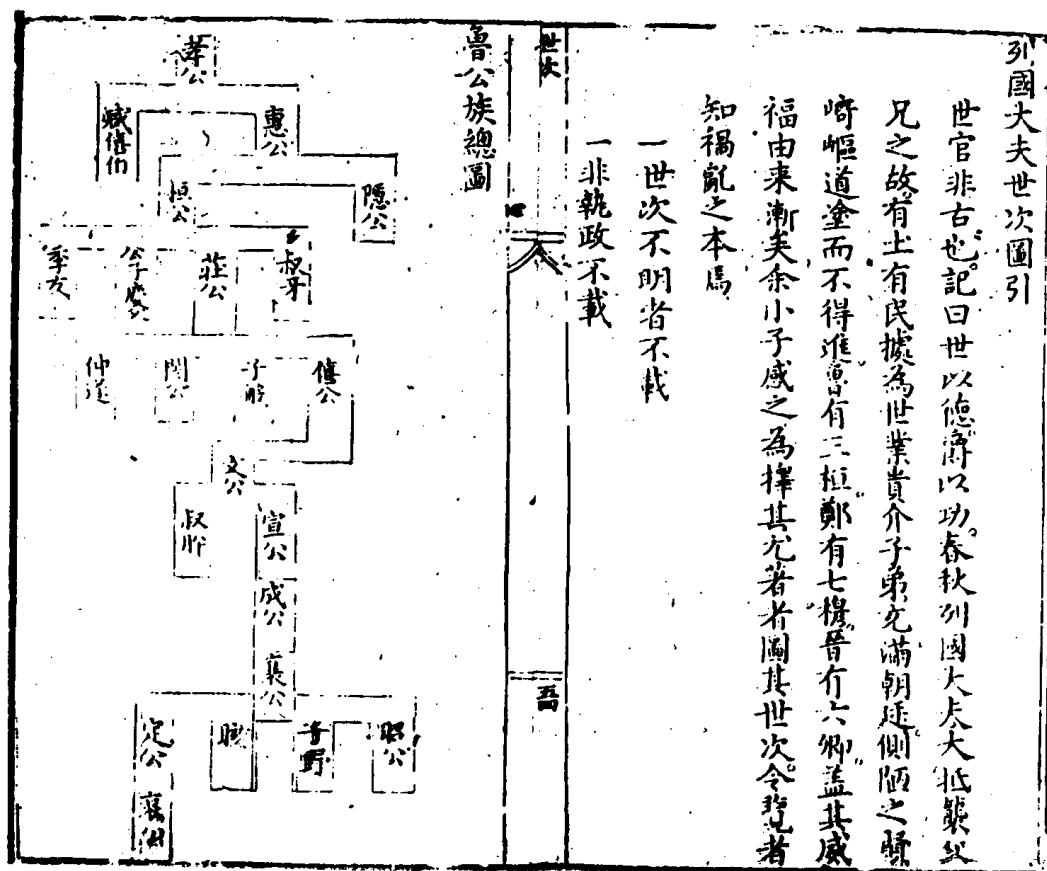 列國大夫世次圖引
世官非古也記曰世以德爵以功春秋列國大夫大抵襲父
兄之故有土有民據為世業貴介子弟充滿朝廷側陋之賢
崎嶇道塗而不得進魯有三桓鄭有七穆晉有六卿盖其威
福由来漸矣余小子感之為擇其尤著者圖其世次令覽者
知禍亂之本焉
一世次不明者不載
一非執政不載
世次
魯公族總圖
孝公
惠公
臧僖伯
隱公
桓公
叔牙
莊公
公子慶父
季友
僖公
子般
閔公
仲遂
文公
宣公
叔肸
成公
襄公
昭公
子野
定公